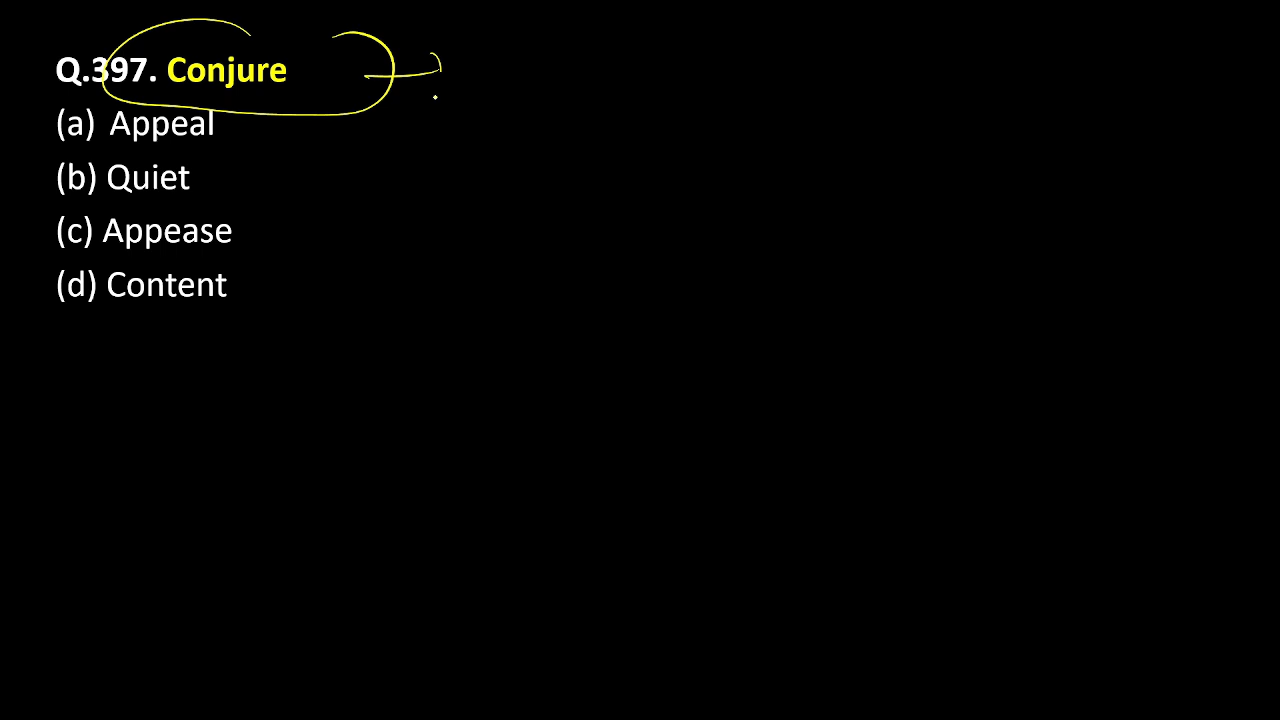 Q.397. Conjure
(a) Appeal
(b) Quiet
(c) Appease
(d) Content